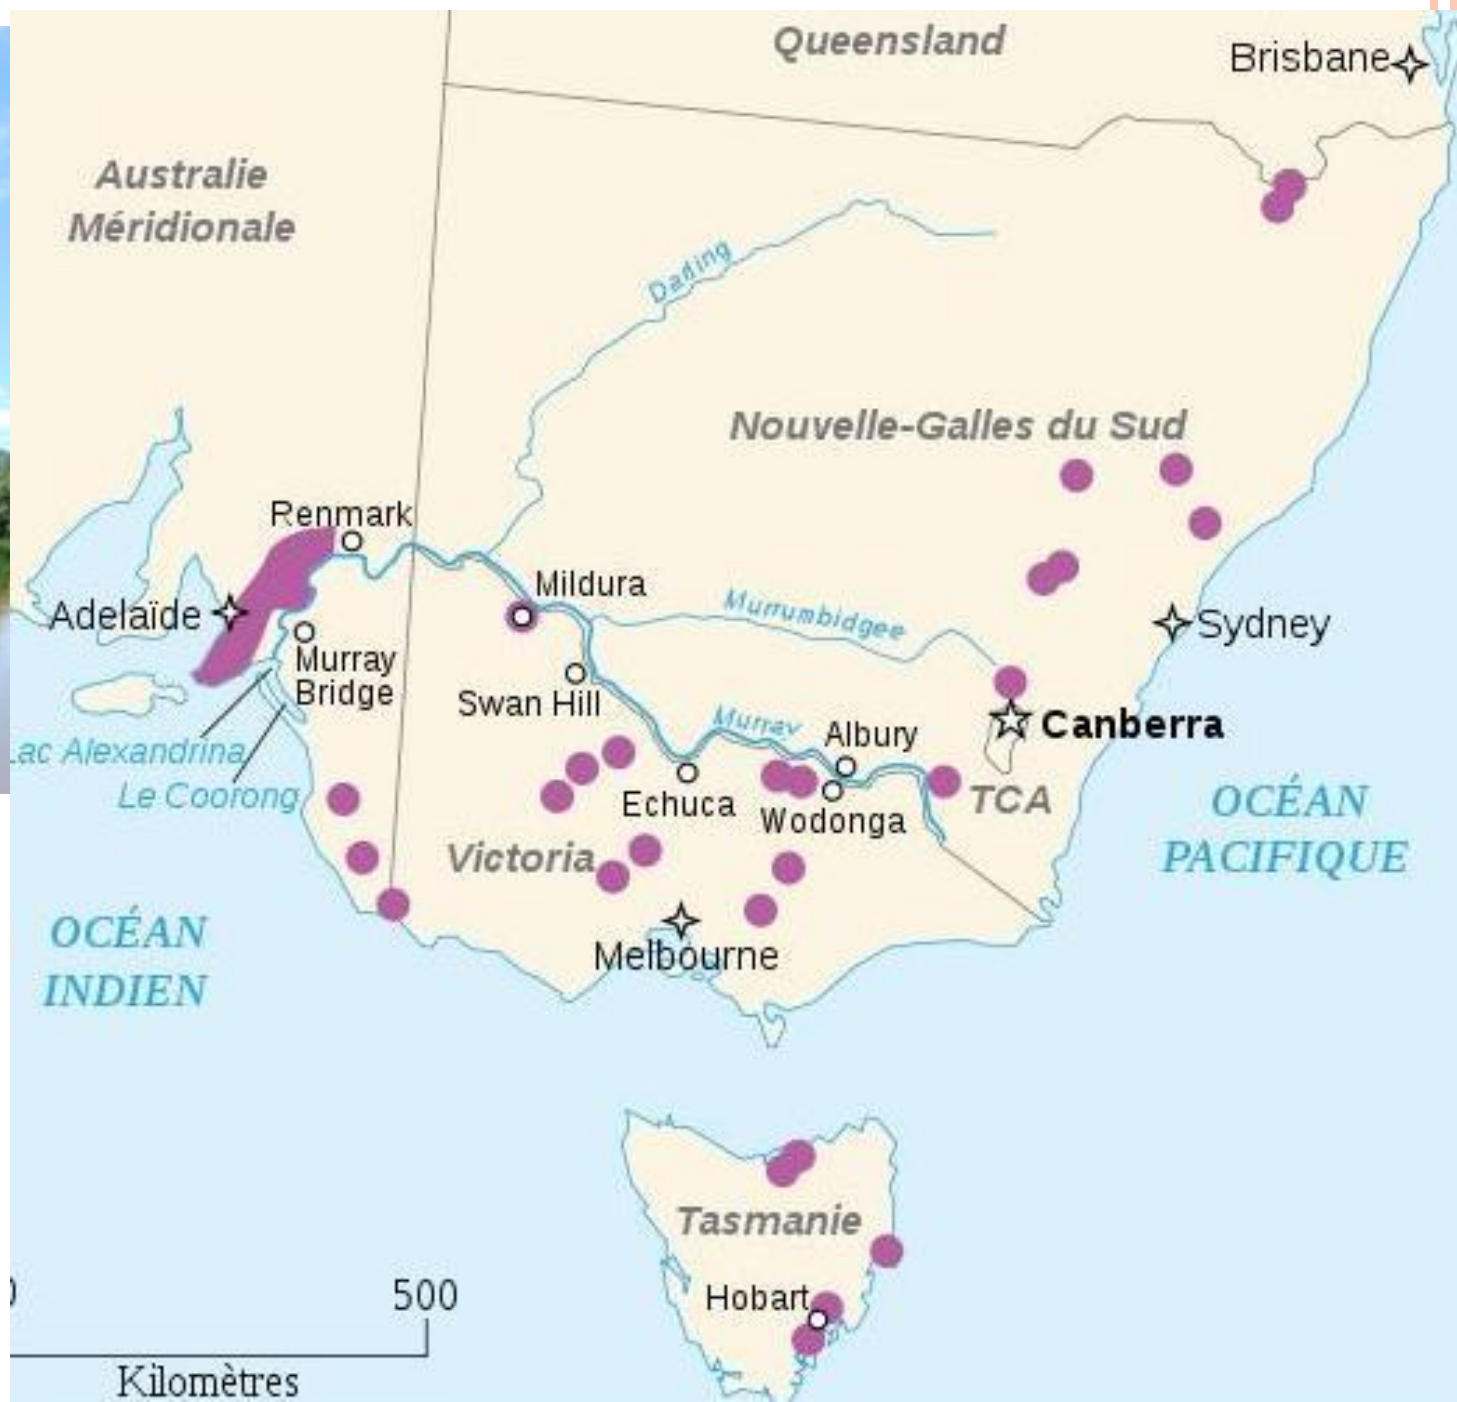 Queensland
Brisbane
Australie
Méridionale
Darling
Nouvelle-Galles du Sud
Renmark
Mildura
Murrumbidgee
Adelaïde
Sydney
Murray
Bridge
Swan Hill
Murray
Albury
Canberra
ac Alexandrina
Le Coorong
Echuca
Wodonga
TCA
OCÉAN
PACIFIQUE
Victoria
OCÉAN
INDIEN
Melbourne
Tasmanie
Hobart
500
Kilomètres